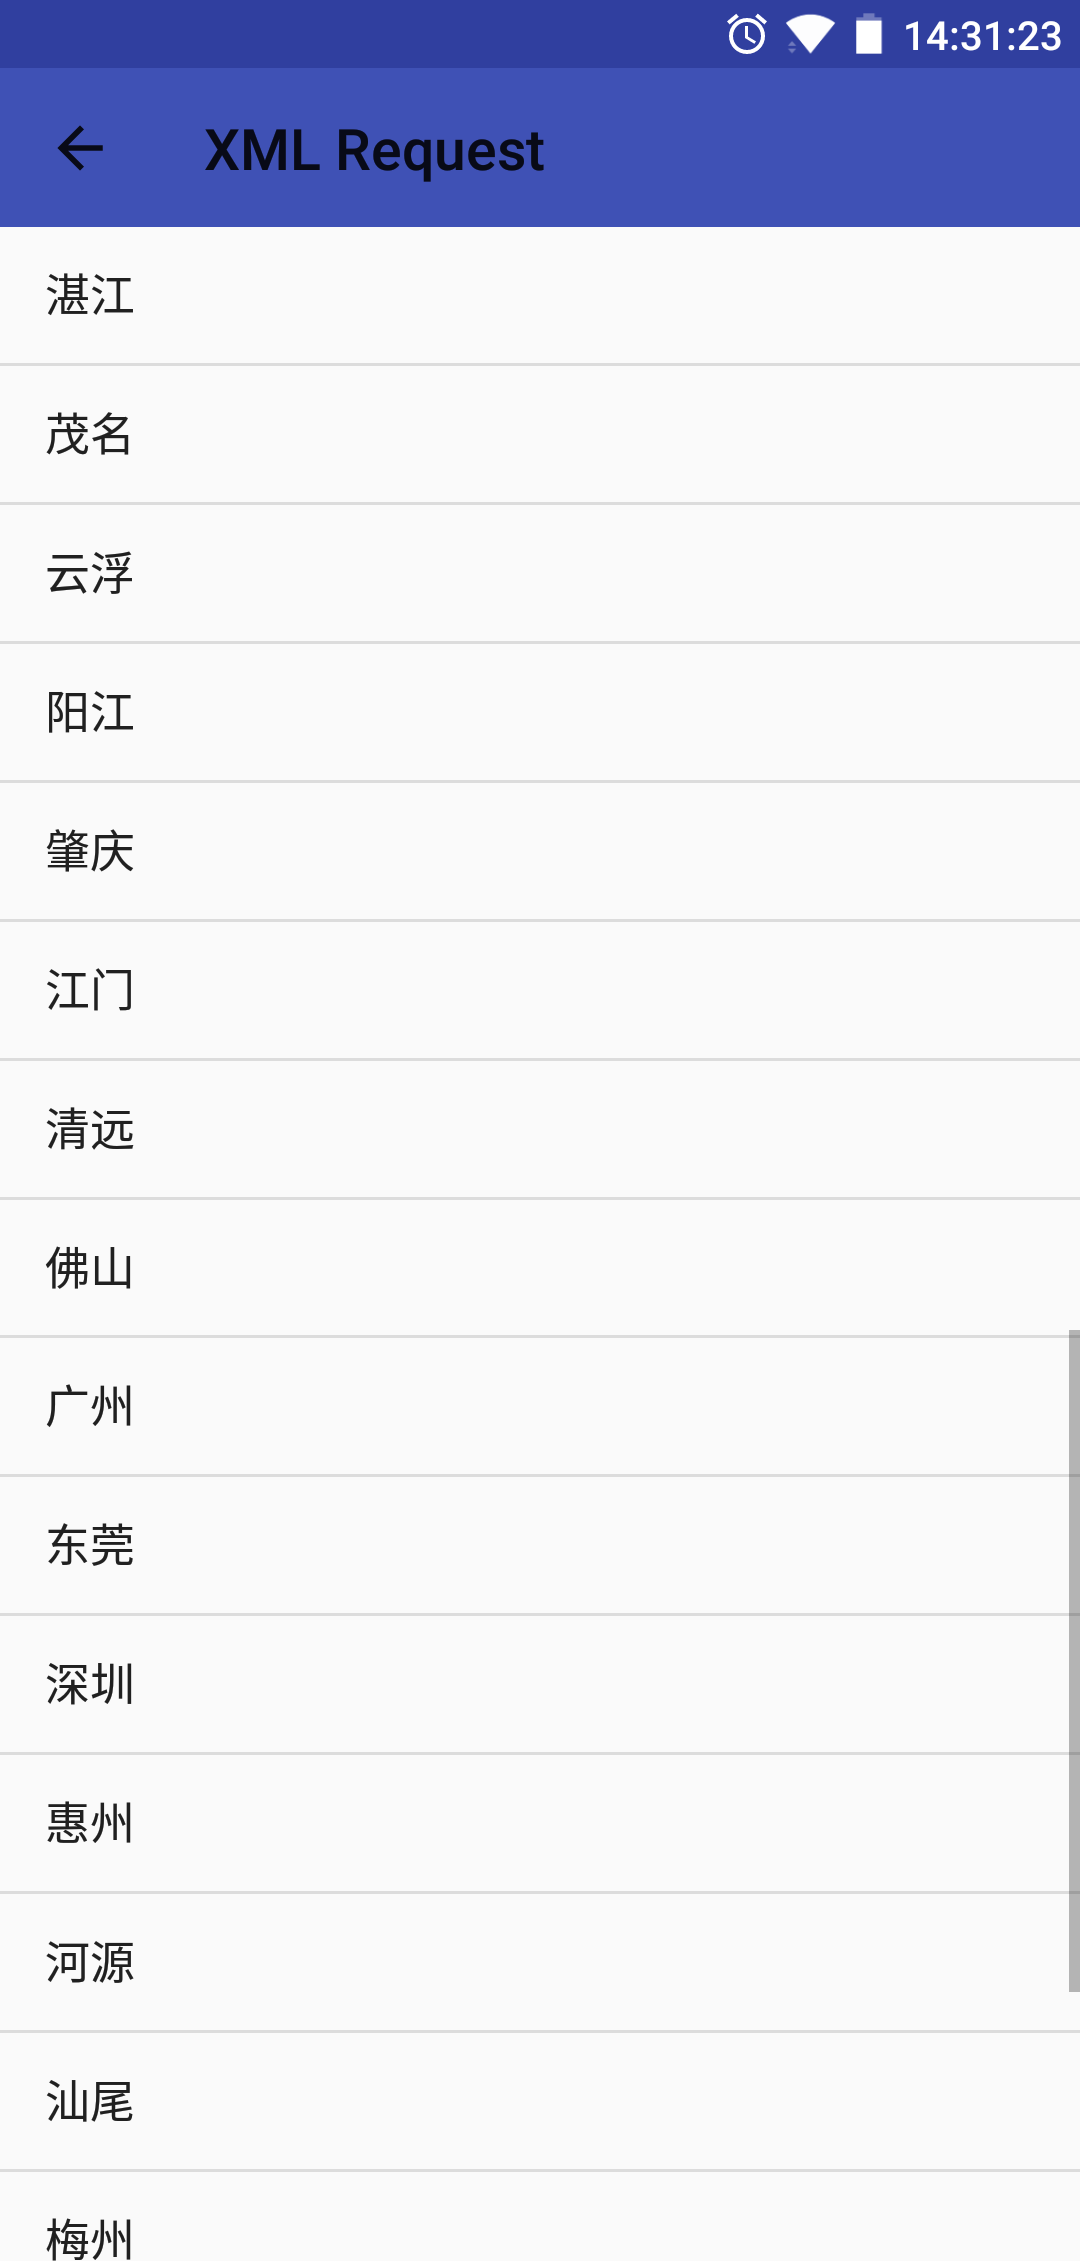 14:31:23
XML Request
湛江
茂名
云浮
阳江
肇庆
江门
清远
佛山
广州
东莞
深圳
惠州
河源
汕尾
梅州